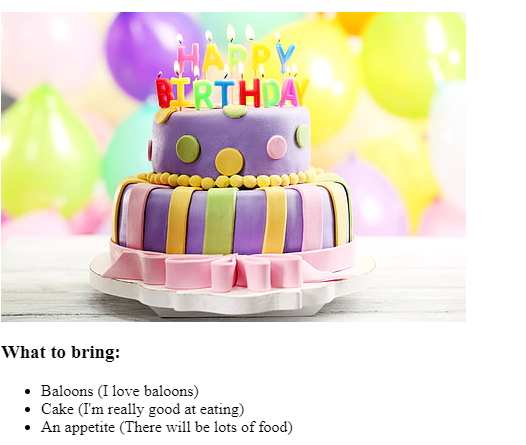 HAPPY
BIRTHDAY
What to bring:
Baloons (I love baloons)
Cake (I'm really good at eating)
An appetite (There will be lots of food)